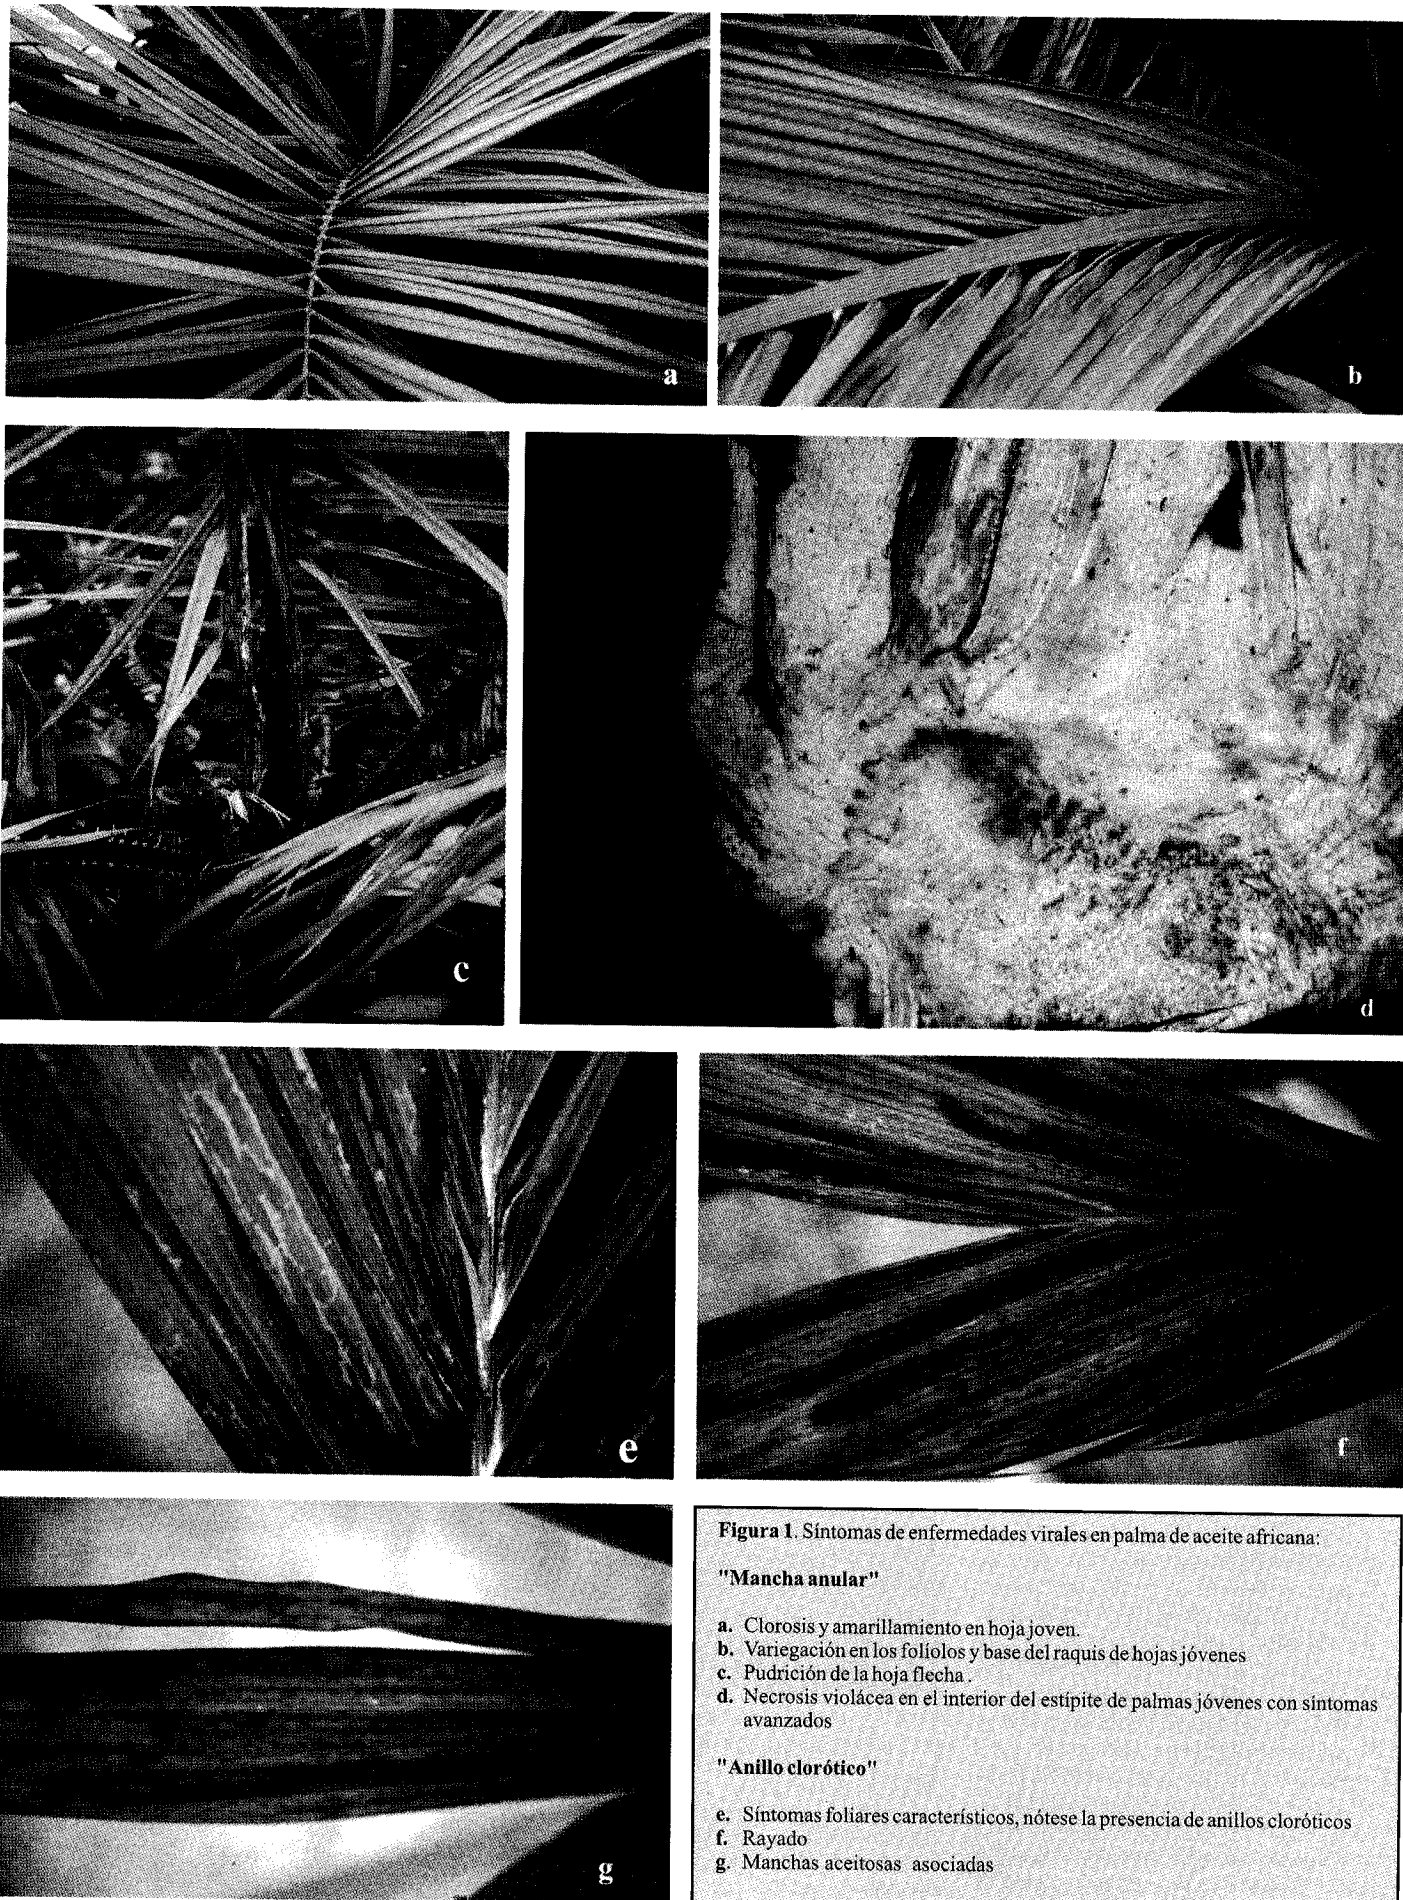 a
b
c
d
e
f
g
Figura 1. Síntomas de enfermedades virales en palma de aceite africana:
"Mancha anular"
a. Clorosis y amarillamiento en hoja joven.
b. Variegación en los folíolos y base del raquis de hojas jóvenes
c. Pudrición de la hoja flecha.
d. Necrosis violácea en el interior del estípite de palmas jóvenes con síntomas
avanzados
"Anillo clorótico"
e. Síntomas foliares característicos, nótese la presencia de anillos cloróticos
f. Rayado
g. Manchas aceitosas asociadas